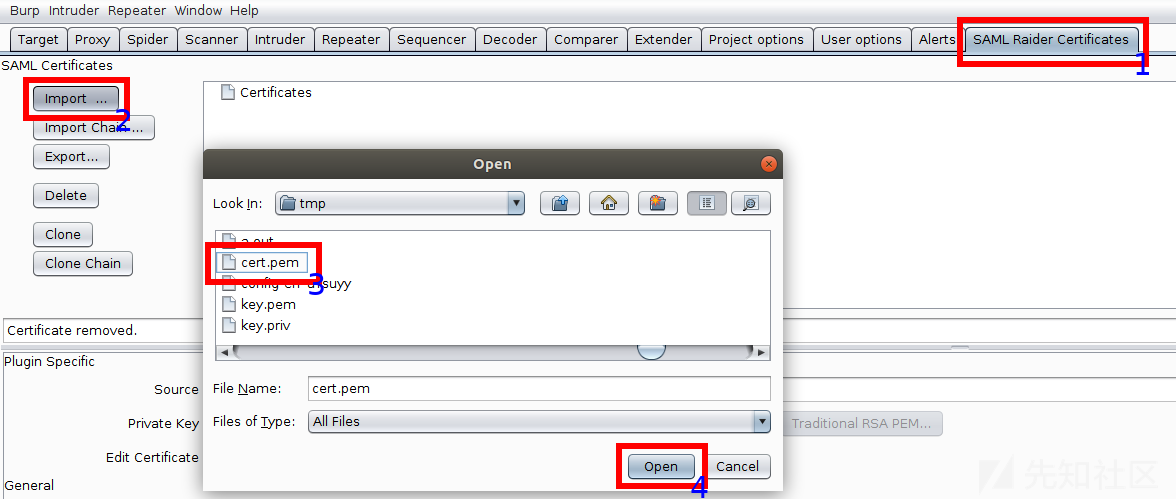 Burp Intruder Repeater Window Help
Target Proxy Spider Scanner Intruder Repeater Sequencer Decoder Comparer Extender Project options User options Alerts SAML Raider Certificates
1
SAML Certificates
Import ...
2
Import Chain ...
Export...
Delete
Clone
Clone Chain
Certificates
Open
Look In: tmp
a.out
cert.pem
3
key.pem
key.priv
File Name: cert.pem
Files of Type: All Files
Open Cancel
4
Certificate removed.
Plugin Specific
Source
Private Key
Traditional RSA PEM...
Edit Certificate
General
先知社区